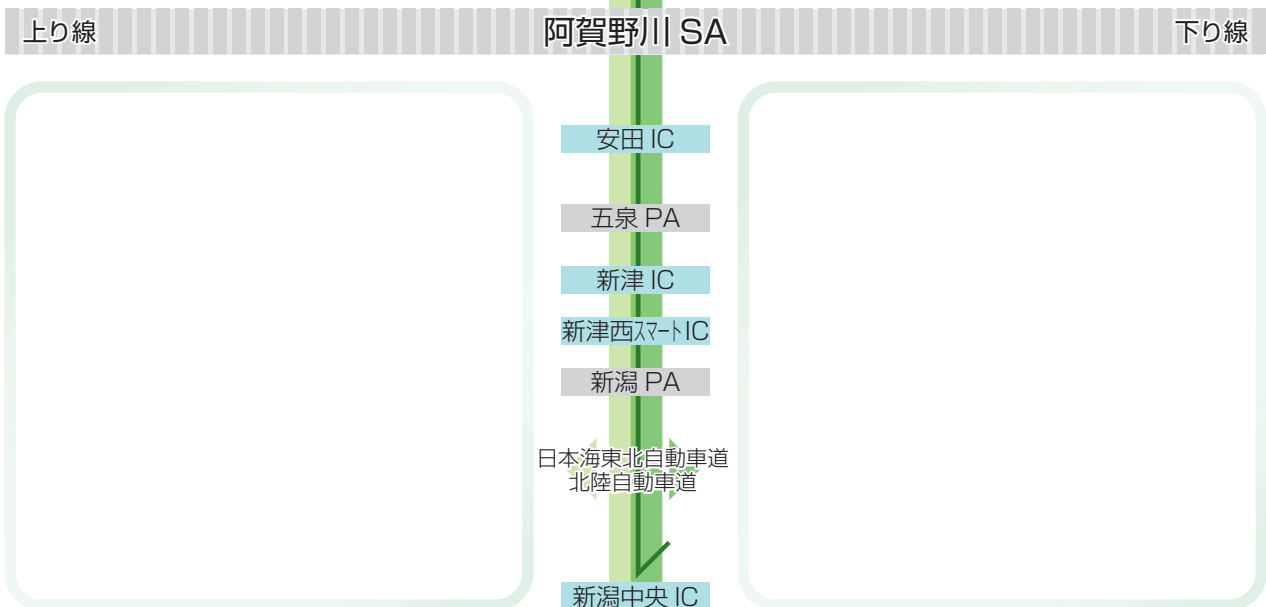 上り線
阿賀野川 SA
下り線
安田 IC
五泉 PA
新津 IC
新津西スマートIC
新潟 PA
日本海東北自動車道
北陸自動車道
新潟中央 IC